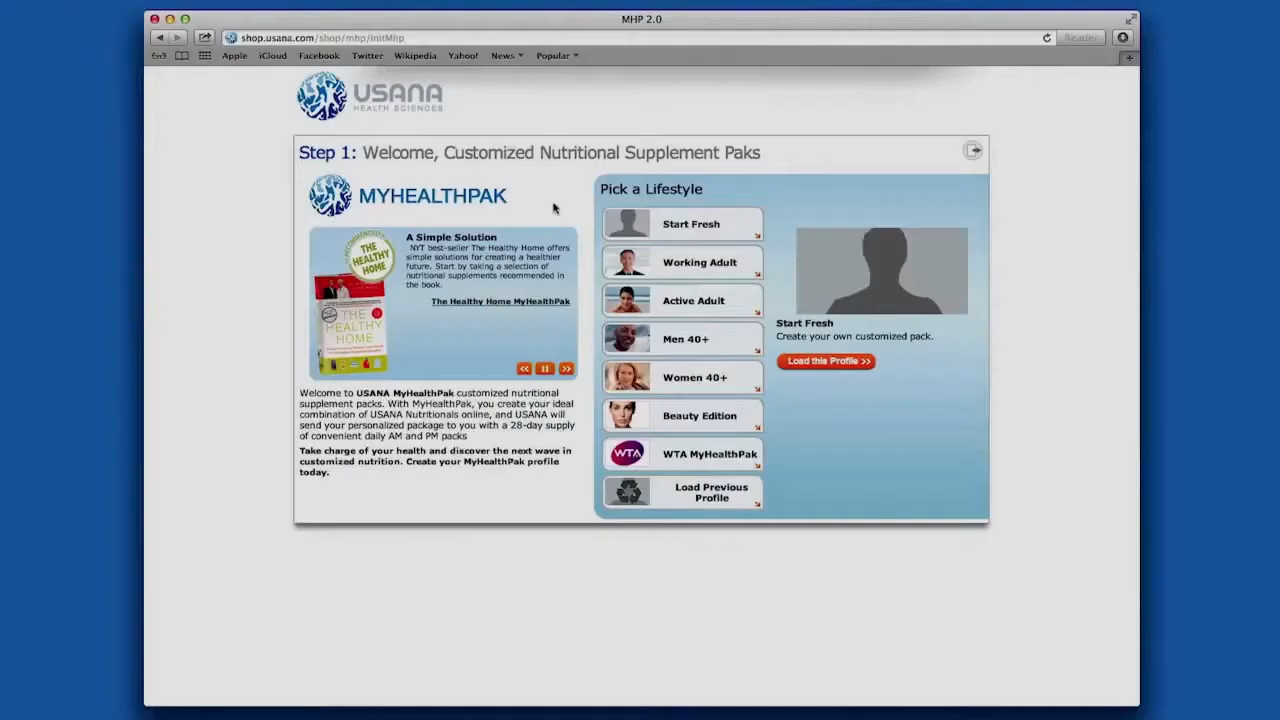 MHP 2.0
shop.usana.com/shop/mhp/initMhp
Reader
Apple iCloud Facebook Twitter Wikipedia Yahoo! News Popular
USANA
HEALTH SCIENCES
Step 1: Welcome, Customized Nutritional Supplement Paks
MYHEALTHPAK
RECOMMENDED
THE
HEALTHY
HOME
THE
HEALTHY
HOME
A Simple Solution
NYT best-seller The Healthy Home offers
simple solutions for creating a healthier
future. Start by taking a selection of
nutritional supplements recommended in
the book.
The Healthy Home MyHealthPak
Welcome to USANA MyHealthPak customized nutritional
supplement packs. With MyHealthPak, you create your ideal
combination of USANA Nutritionals online, and USANA will
send your personalized package to you with a 28-day supply
of convenient daily AM and PM packs
Take charge of your health and discover the next wave in
customized nutrition. Create your MyHealthPak profile
today.
Pick a Lifestyle
Start Fresh
Working Adult
Active Adult
Men 40+
Women 40+
Beauty Edition
WTA
WTA MyHealthPak
Load Previous
Profile
Start Fresh
Create your own customized pack.
Load this Profile >>